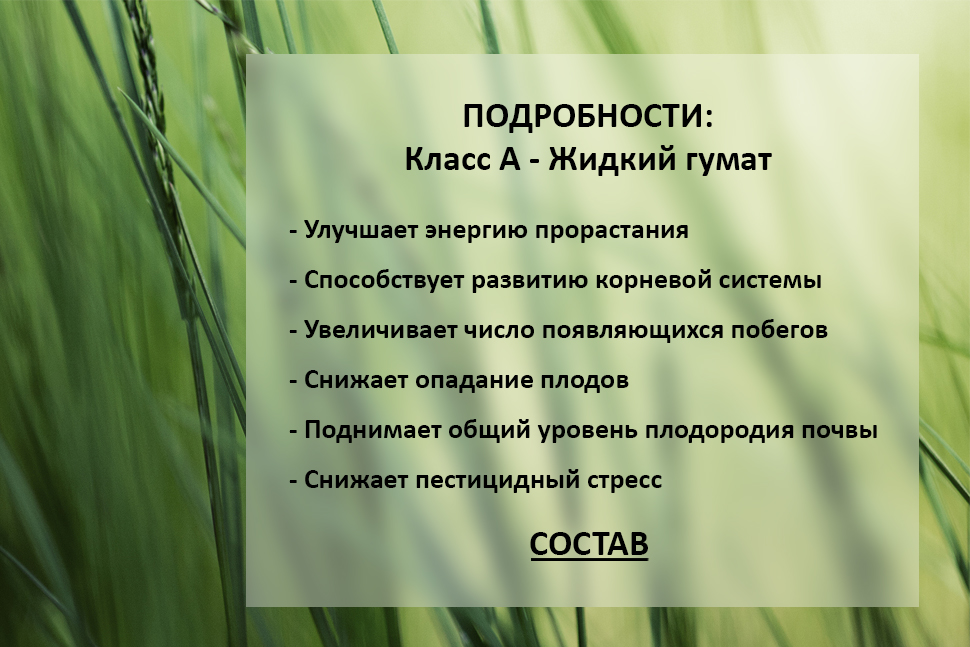 ПОДРОБНОСТИ:
Класс А - Жидкий гумат
- Улучшает энергию прорастания
- Способствует развитию корневой системы
- Увеличивает число появляющихся побегов
- Снижает опадание плодов
- Поднимает общий уровень плодородия почвы
- Снижает пестицидный стресс
СОСТАВ